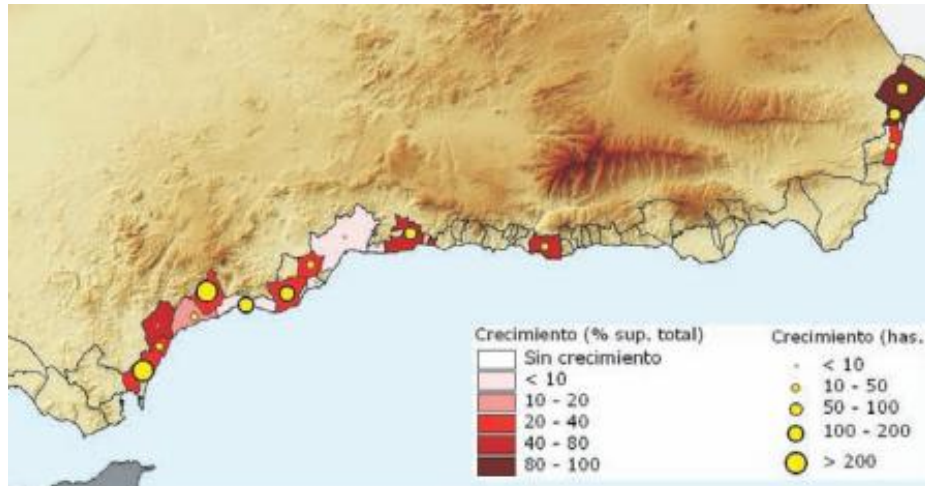 Crecimiento (% sup. total)
Sin crecimiento
< 10
10 - 20
20 - 40
40 - 80
80 - 100
Crecimiento (has.
< 10
10 - 50
50 - 100
100 - 200
> 200